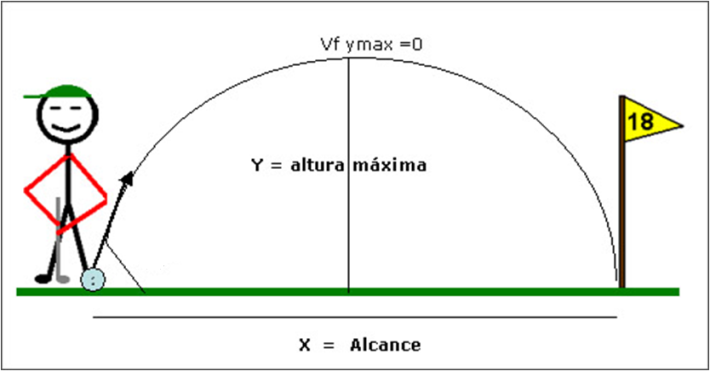 Vf ymax =0
18
Y = altura máxima
X = Alcance